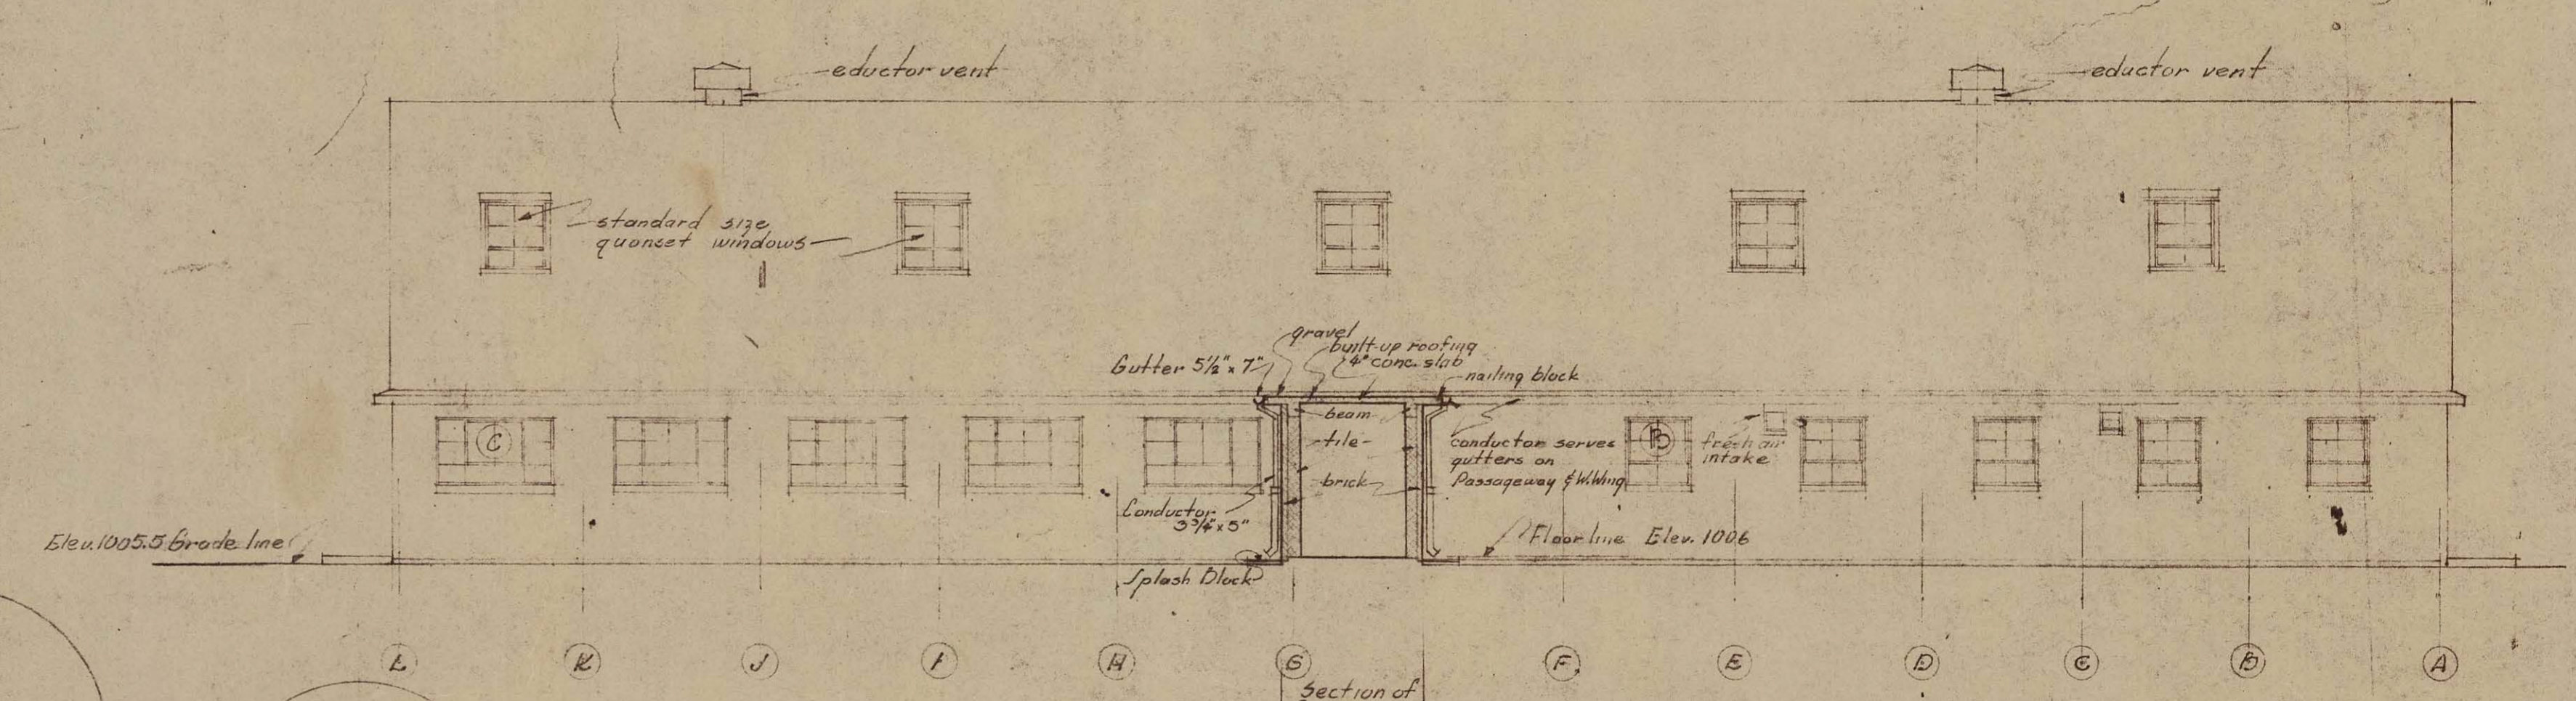 eductor vent
eductor vent
standard size
quonset windows
gravel
built-up roofing
4" conc. slab
Gutter 5½" x 7"
nailing block
beam
tile
brick
C
B
conductor serves
gutters on
Passageway & W. Wing
fresh air
intake
Conductor
3¾" x 5"
Elev. 1005.5 Grade line
Floor line Elev. 1006
Splash Block
L K J I H G F E D C B A
Section of